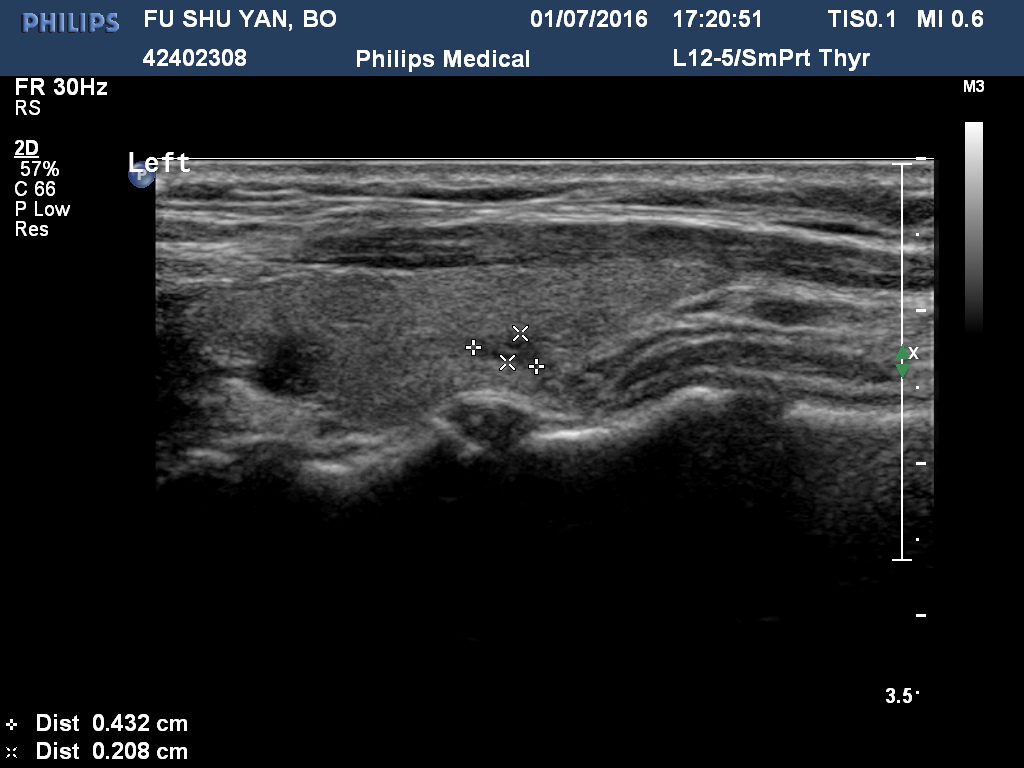 PHILIPS
FU SHU YAN, BO 01/07/2016 17:20:51 TIS0.1 MI 0.6
42402308 Philips Medical L12-5/SmPrt Thyr
FR 30Hz
RS
M3
2D
57%
C 66
P Low
Res
Left
P
X
3.5
Dist 0.432 cm
Dist 0.208 cm